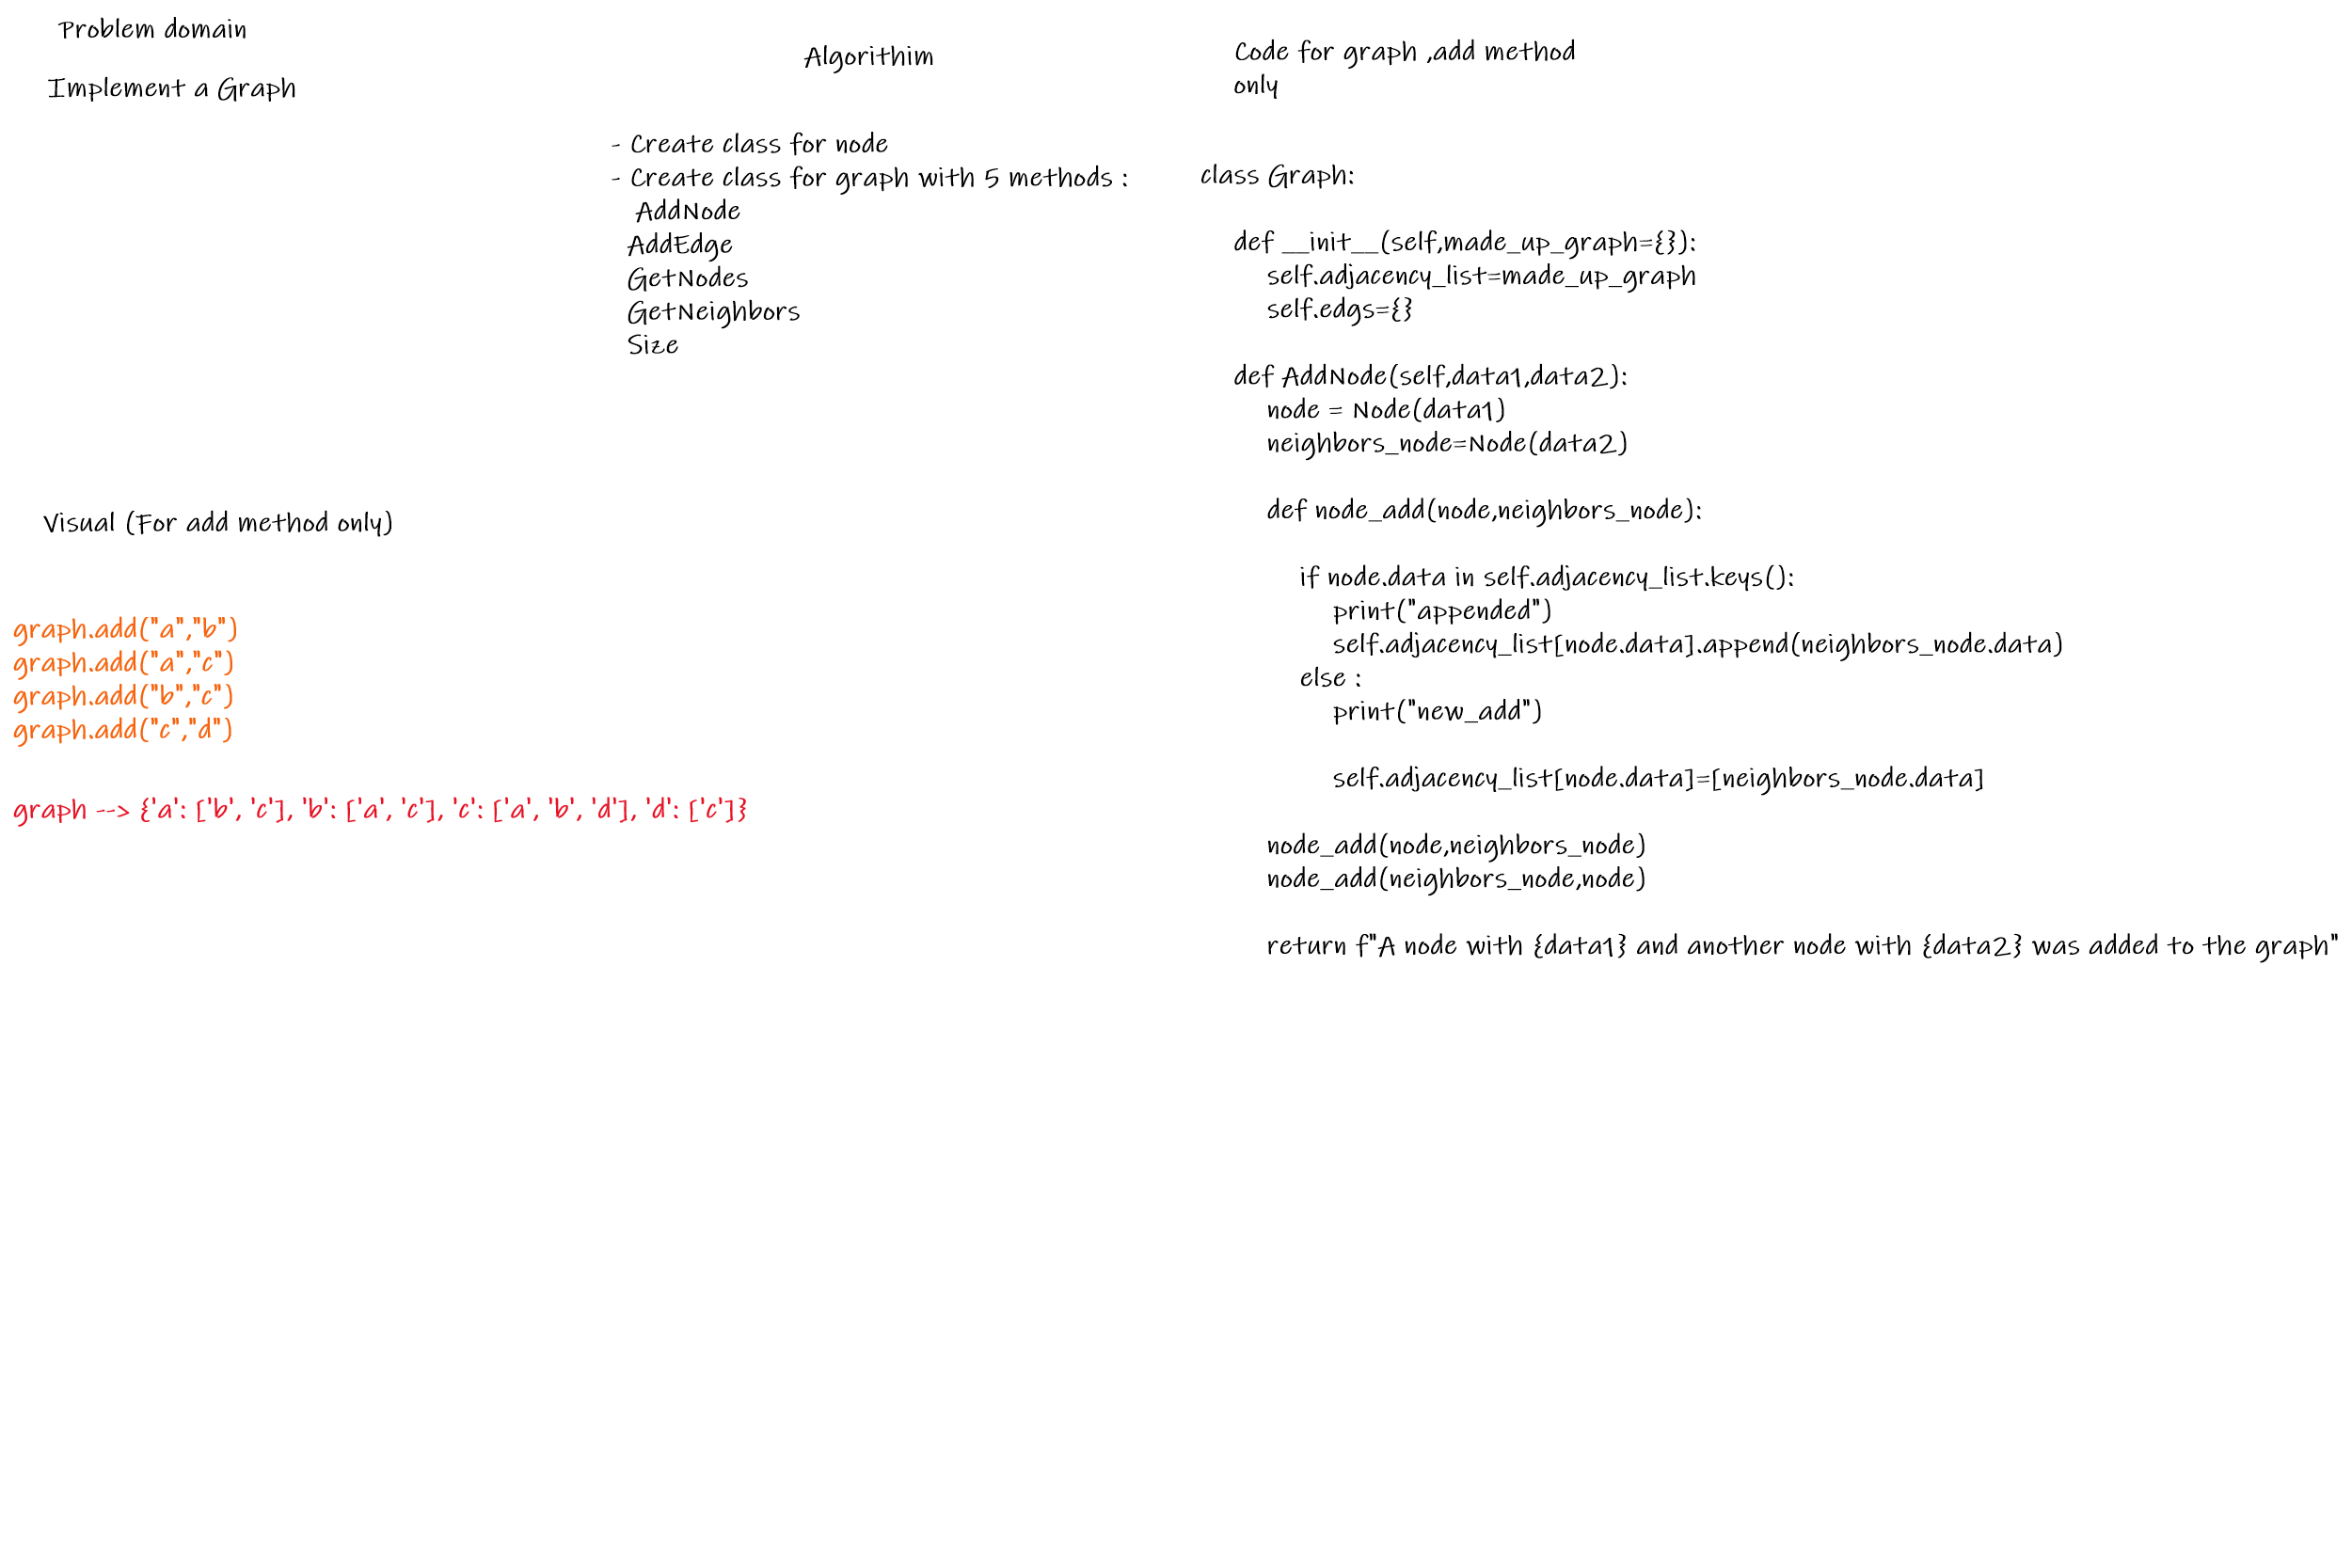 Problem domain
Implement a Graph
Visual (For add method only)
graph.add("a","b")
graph.add("a","c")
graph.add("b","c")
graph.add("c","d")
graph --> {'a': ['b', 'c'], 'b': ['a', 'c'], 'c': ['a', 'b', 'd'], 'd': ['c']}
Algorithim
- Create class for node
- Create class for graph with 5 methods :
AddNode
AddEdge
GetNodes
GetNeighbors
Size
Code for graph ,add method
only
class Graph:
def __init__(self,made_up_graph={}):
self.adjacency_list=made_up_graph
self.edgs={}
def AddNode(self,data1,data2):
node = Node(data1)
neighbors_node=Node(data2)
def node_add(node,neighbors_node):
if node.data in self.adjacency_list.keys():
print("appended")
self.adjacency_list[node.data].append(neighbors_node.data)
else :
print("new_add")
self.adjacency_list[node.data]=[neighbors_node.data]
node_add(node,neighbors_node)
node_add(neighbors_node,node)
return f"A node with {data1} and another node with {data2} was added to the graph"